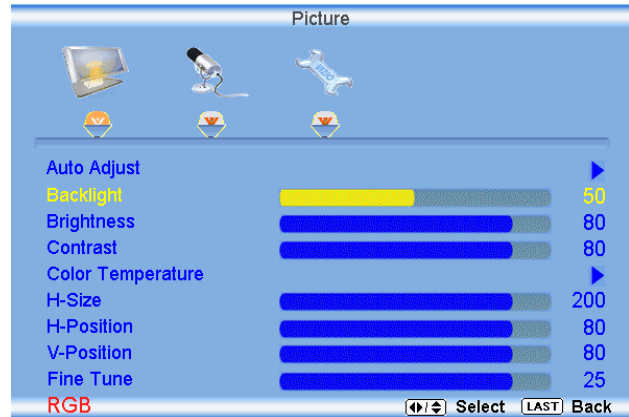 Picture
Auto Adjust
Backlight 50
Brightness 80
Contrast 80
Color Temperature
H-Size 200
H-Position 80
V-Position 80
Fine Tune 25
RGB Select LAST Back